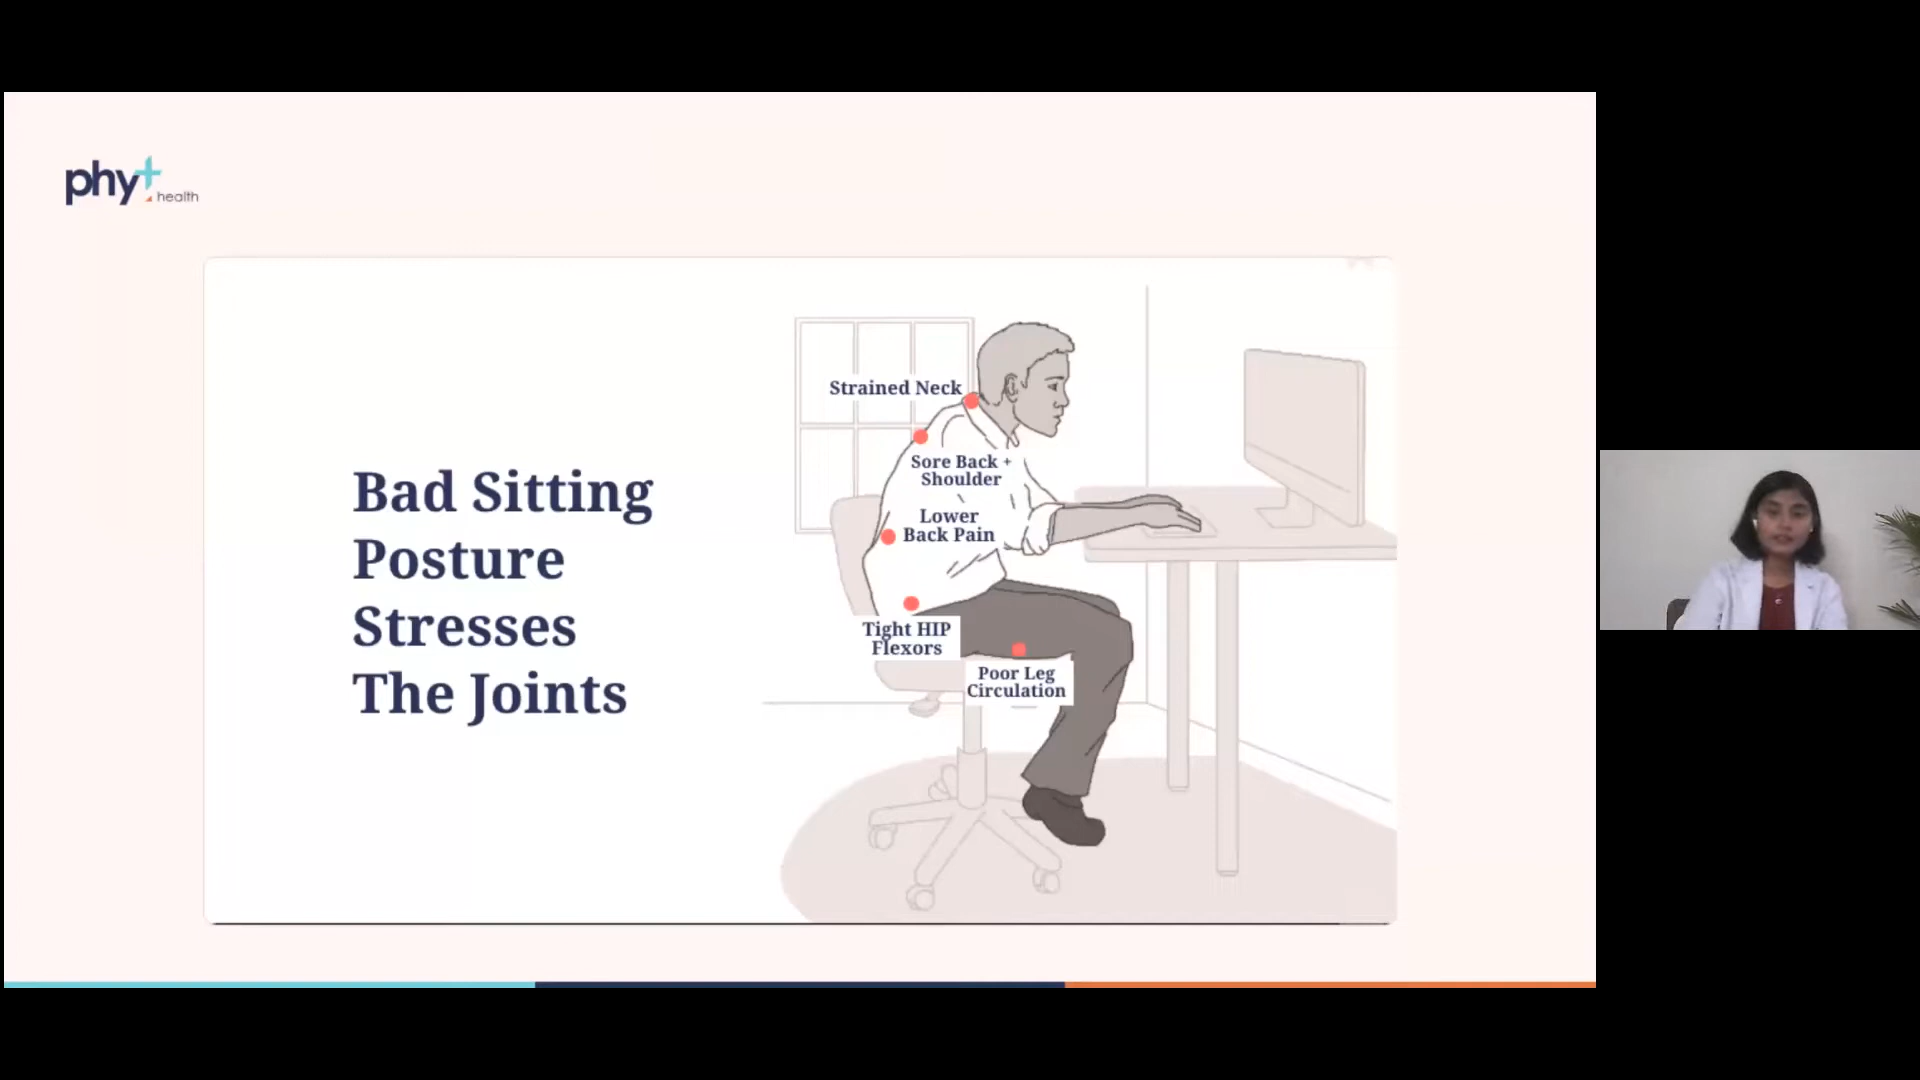 phy+
health
Bad Sitting
Posture
Stresses
The Joints
Strained Neck
Sore Back +
Shoulder
Lower
Back Pain
Tight HIP
Flexors
Poor Leg
Circulation